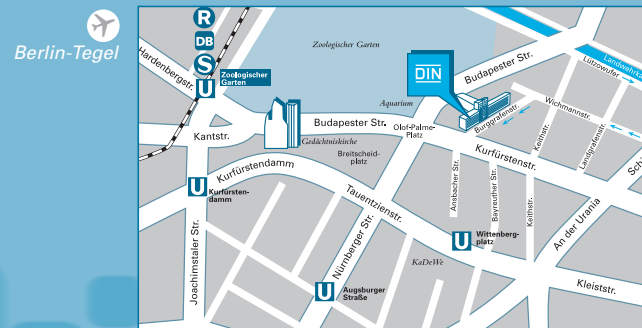 Berlin-Tegel
R
DB
S
U
Zoologischer
Garten
Hardenbergstr.
Zoologischer Garten
DIN
Budapester Str.
Landwehrka
Lützowufer
Aquarium
Wichmannstr.
Burggrafenstr.
Keithstr.
Landgrafenstr.
Kantstr.
Budapester Str.
Olof-Palme-
Platz
Gedächtniskirche
Breitscheid-
platz
Kurfürstenstr.
Sch
Kurfürstendamm
U
Kurfürsten-
damm
Tauentzienstr.
Ansbacher Str.
Bayreuther Str.
Keithstr.
An der Urania
Joachimstaler Str.
Nürnberger Str.
U
Wittenberg-
platz
KaDeWe
U
Augsburger
Straße
Kleiststr.